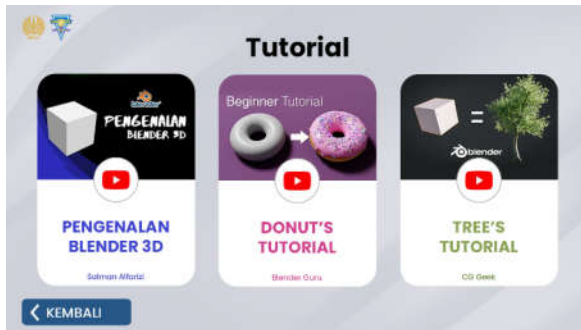 Tutorial
PENGENALAN
BLENDER 3D
Beginner Tutorial
=
blender
PENGENALAN
BLENDER 3D
Salman Alfarizi
DONUT'S
TUTORIAL
Blender Guru
TREE'S
TUTORIAL
CG Geek
KEMBALI